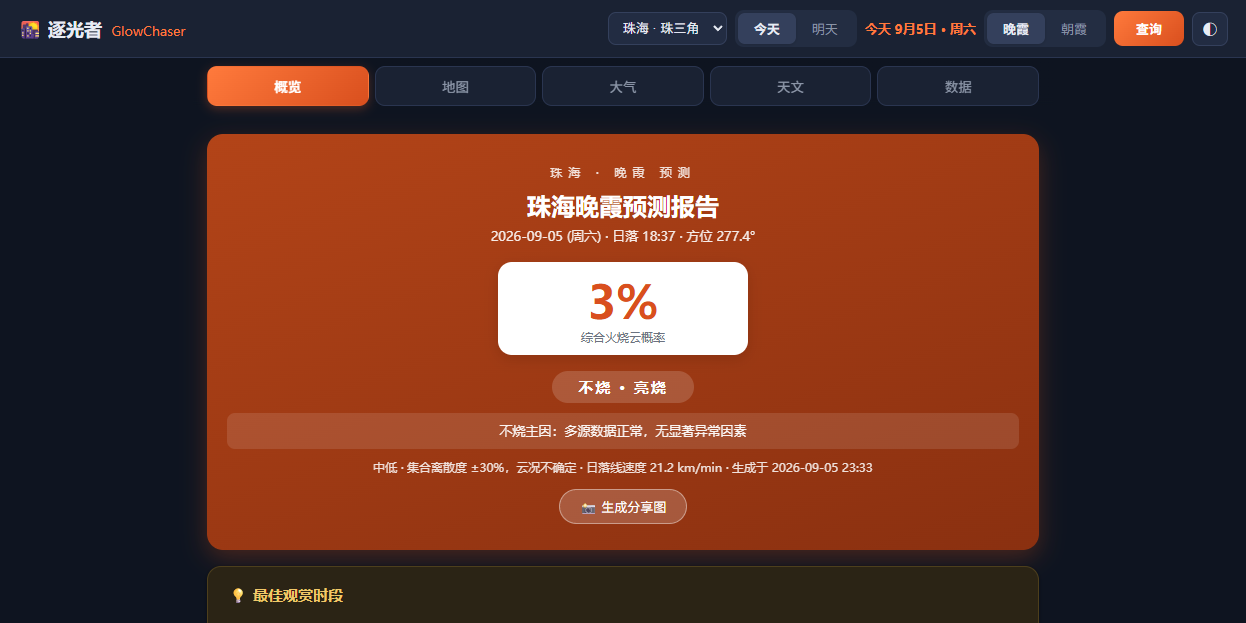 逐光者 GlowChaser 珠海 · 珠三角 今天 明天 今天 9月5日 • 周六 晚霞 朝霞 查询
概览 地图 大气 天文 数据
珠海 · 晚霞 预测
珠海晚霞预测报告
2026-09-05 (周六) · 日落 18:37 · 方位 277.4°
3%
综合火烧云概率
不烧 • 亮烧
不烧主因：多源数据正常，无显著异常因素
中低 · 集合离散度 ±30%，云况不确定 · 日落线速度 21.2 km/min · 生成于 2026-09-05 23:33
生成分享图
最佳观赏时段